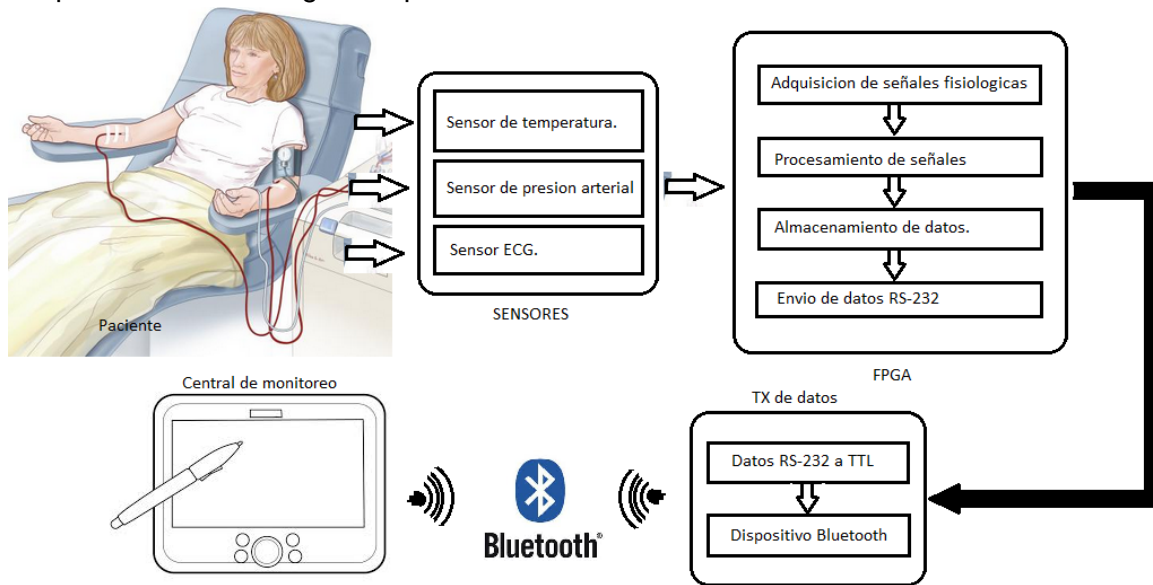 Sensor de temperatura.
Sensor de presion arterial
Sensor ECG.
SENSORES
Paciente
Adquisicion de señales fisiologicas
Procesamiento de señales
Almacenamiento de datos.
Envio de datos RS-232
FPGA
TX de datos
Datos RS-232 a TTL
Dispositivo Bluetooth
Bluetooth®
Central de monitoreo